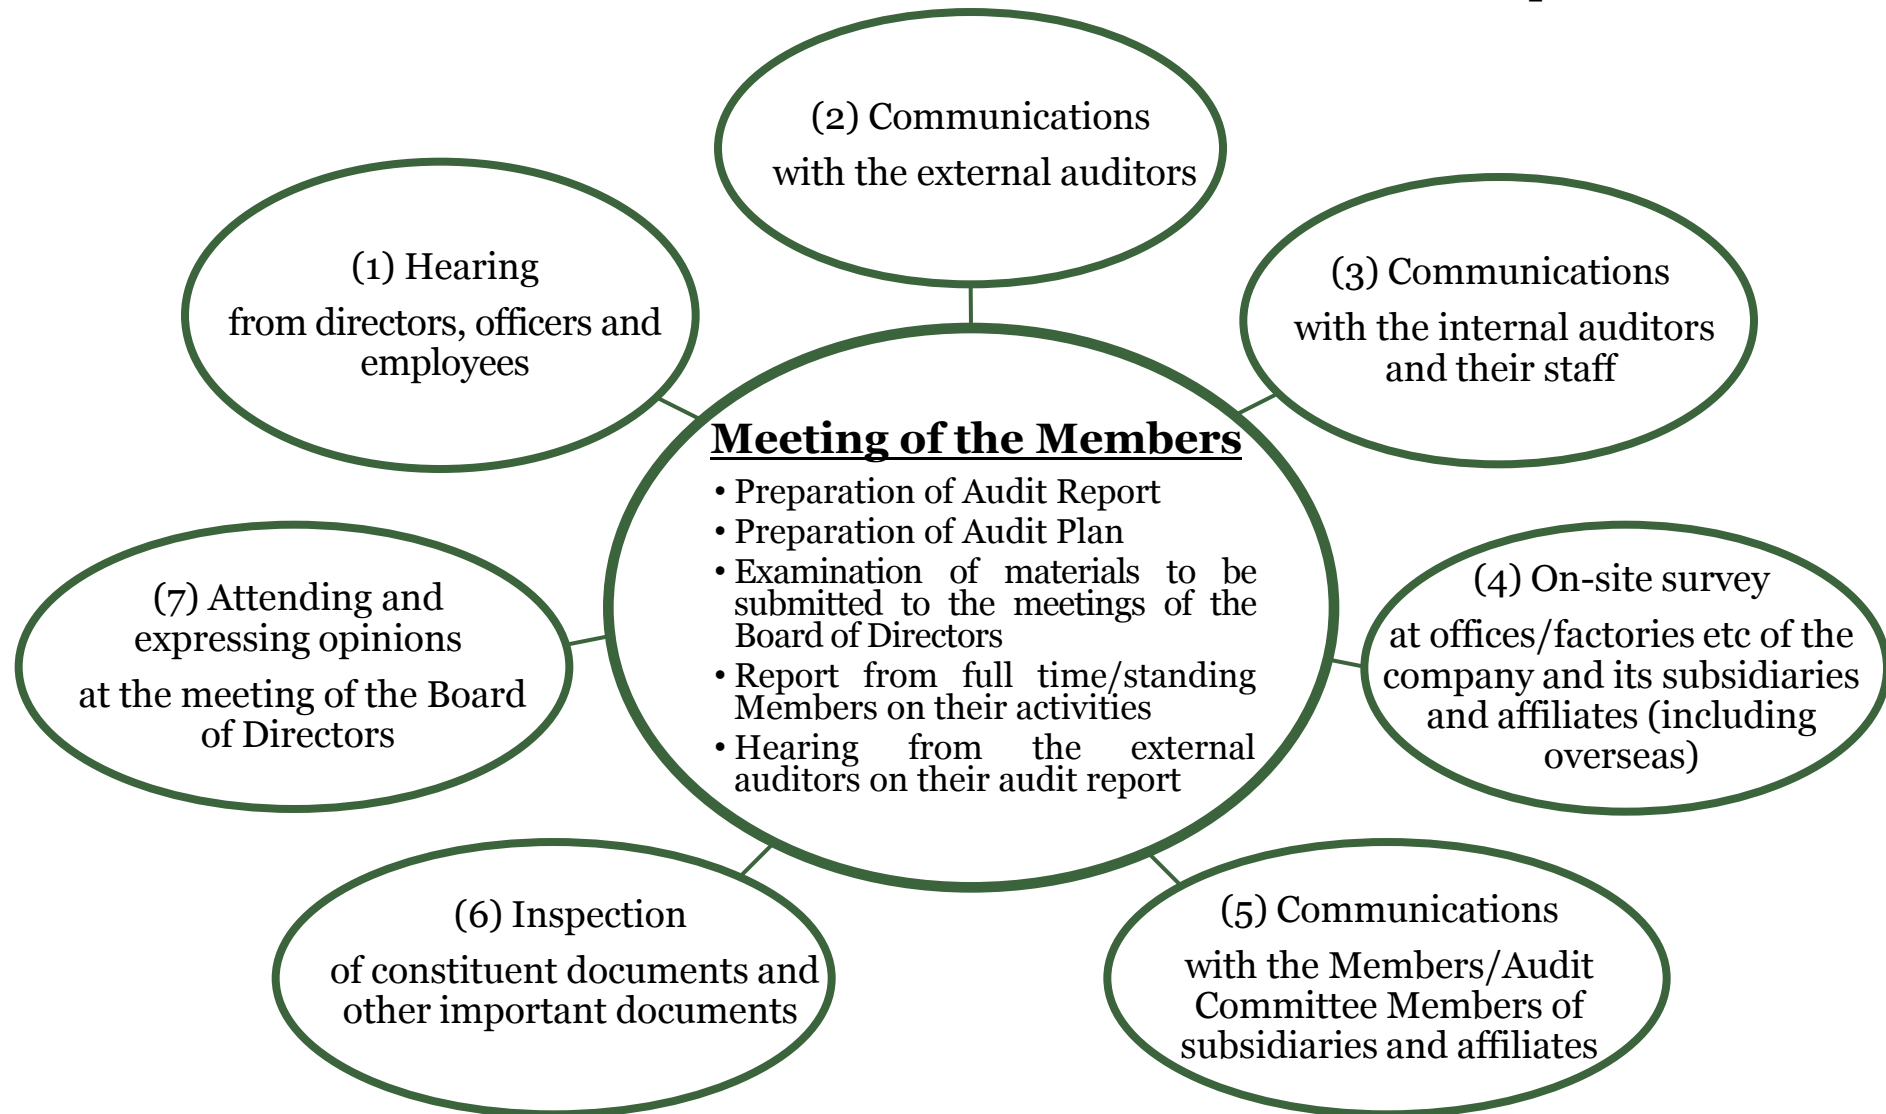 (2) Communications
with the external auditors
(1) Hearing
from directors, officers and
employees
(3) Communications
with the internal auditors
and their staff
Meeting of the Members
• Preparation of Audit Report
• Preparation of Audit Plan
• Examination of materials to be
submitted to the meetings of the
Board of Directors
• Report from full time/standing
Members on their activities
• Hearing from the external
auditors on their audit report
(4) On-site survey
at offices/factories etc of the
company and its subsidiaries
and affiliates (including
overseas)
(7) Attending and
expressing opinions
at the meeting of the Board
of Directors
(6) Inspection
of constituent documents and
other important documents
(5) Communications
with the Members/Audit
Committee Members of
subsidiaries and affiliates